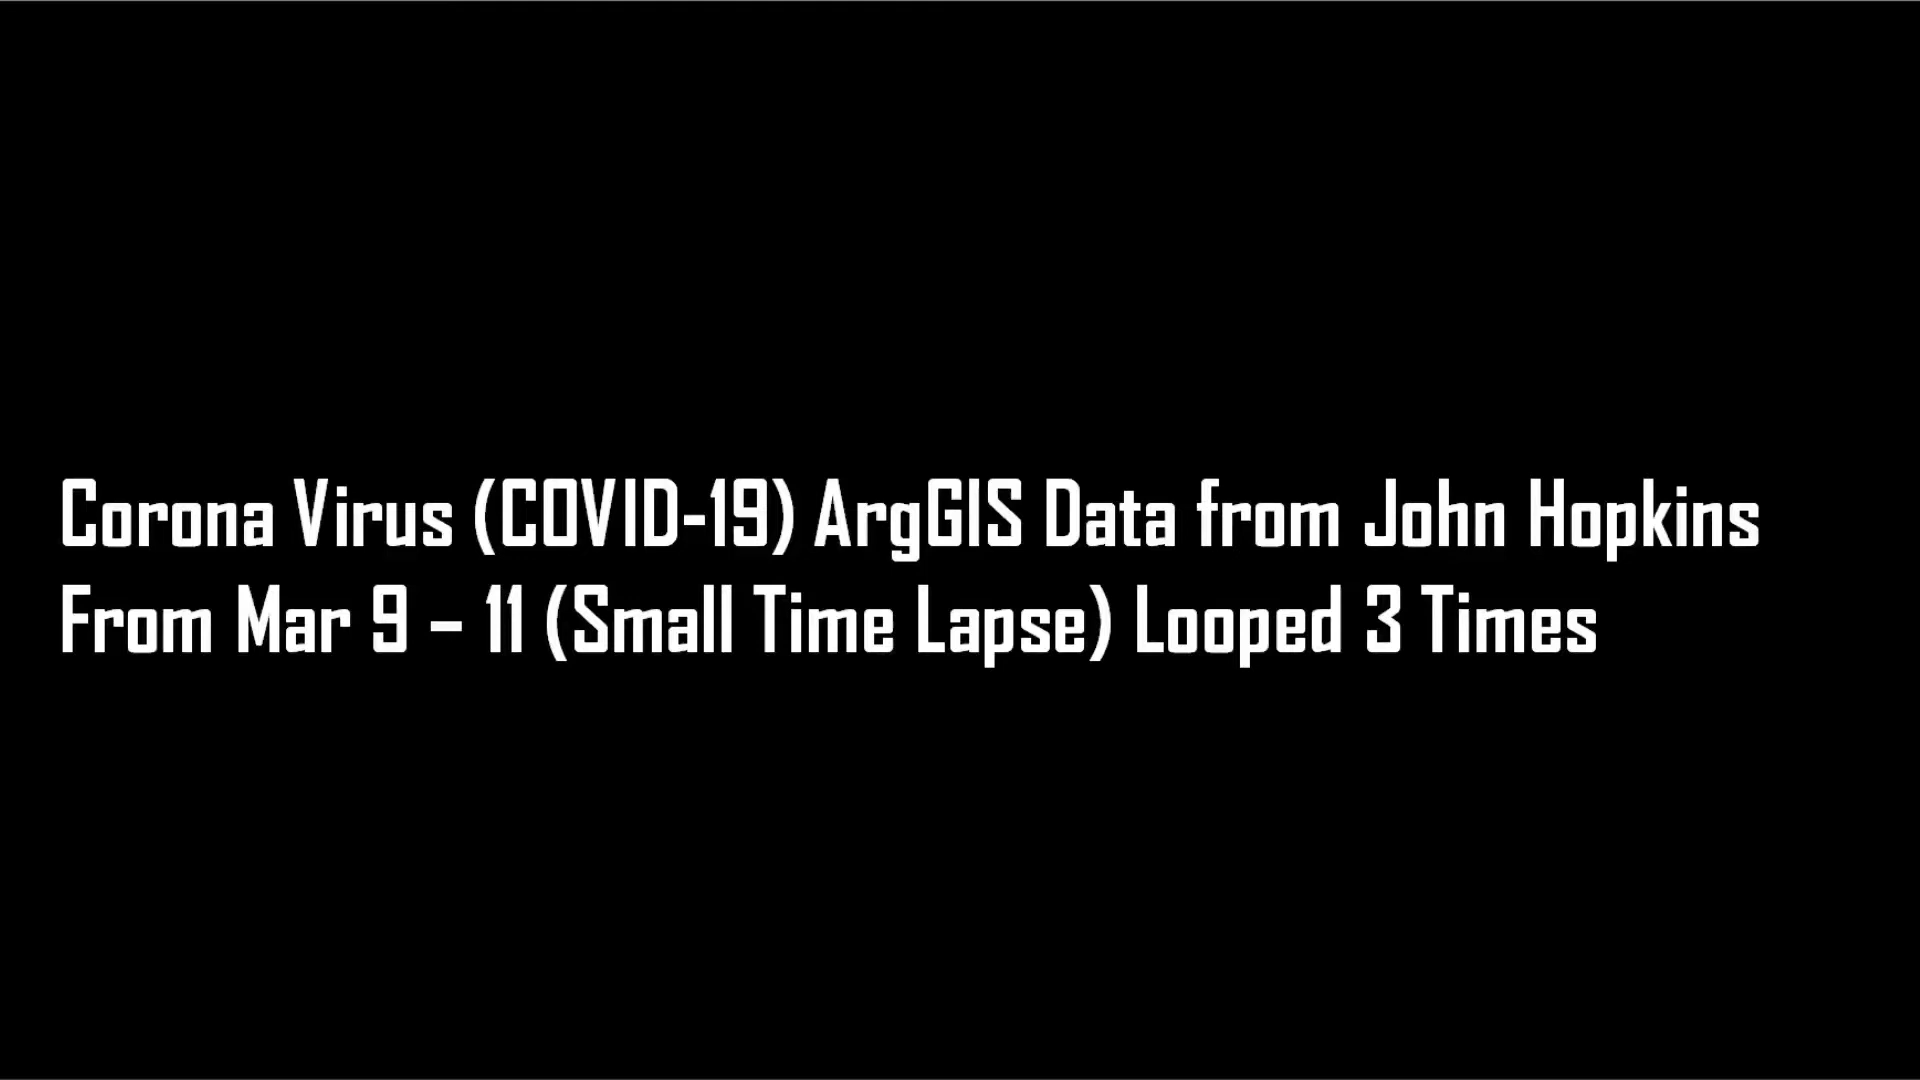 Corona Virus (COVID-19) ArgGIS Data from John Hopkins
From Mar 9 – 11 (Small Time Lapse) Looped 3 Times